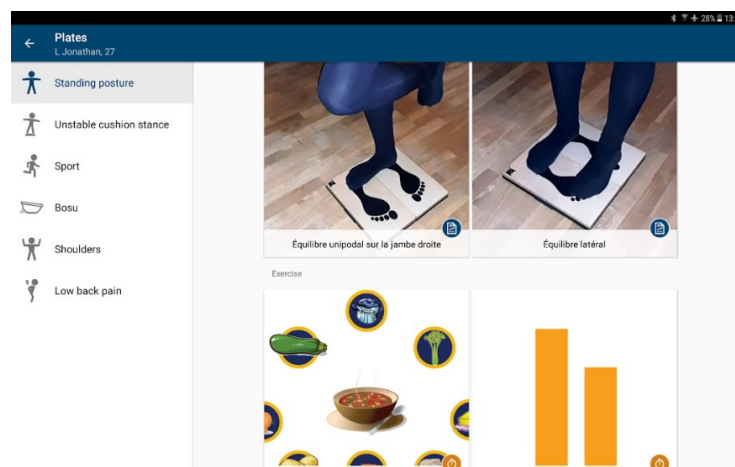 28% 13:
Plates
L Jonathan, 27
Standing posture
Unstable cushion stance
Sport
Bosu
Shoulders
Low back pain
Équilibre unipodal sur la jambe droite
Équilibre latéral
Exercise